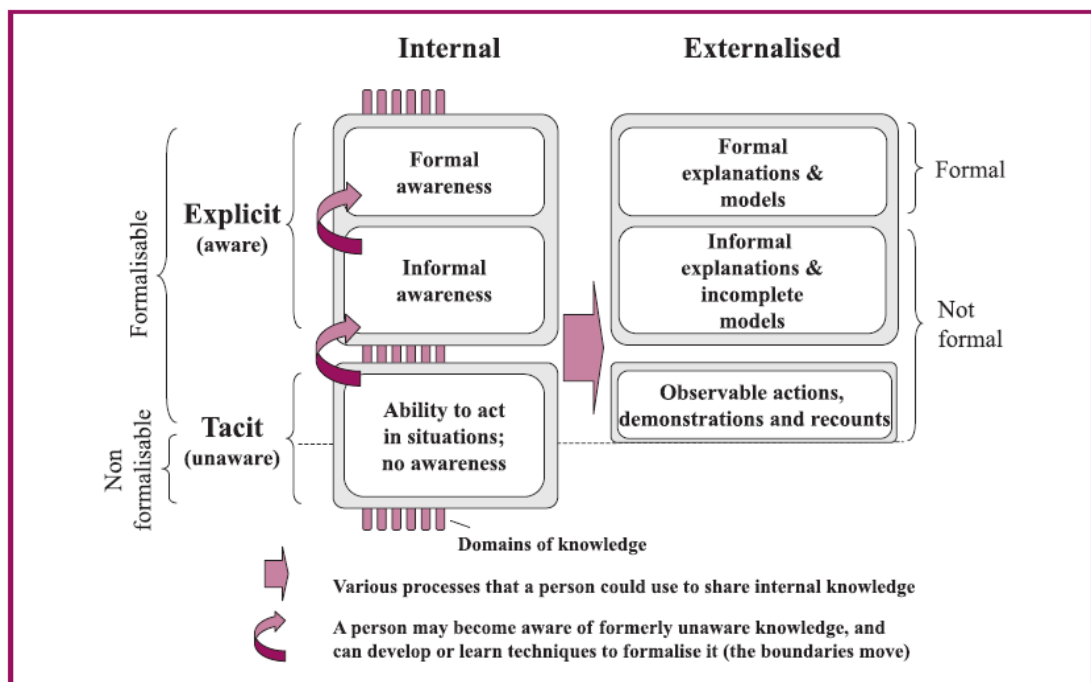 Internal
Externalised
Formalisable
Non
formalisable
Explicit
(aware)
Tacit
(unaware)
Formal
awareness
Informal
awareness
Ability to act
in situations;
no awareness
Formal
explanations &
models
Informal
explanations &
incomplete
models
Observable actions,
demonstrations and recounts
Formal
Not
formal
Domains of knowledge
Various processes that a person could use to share internal knowledge
A person may become aware of formerly unaware knowledge, and
can develop or learn techniques to formalise it (the boundaries move)